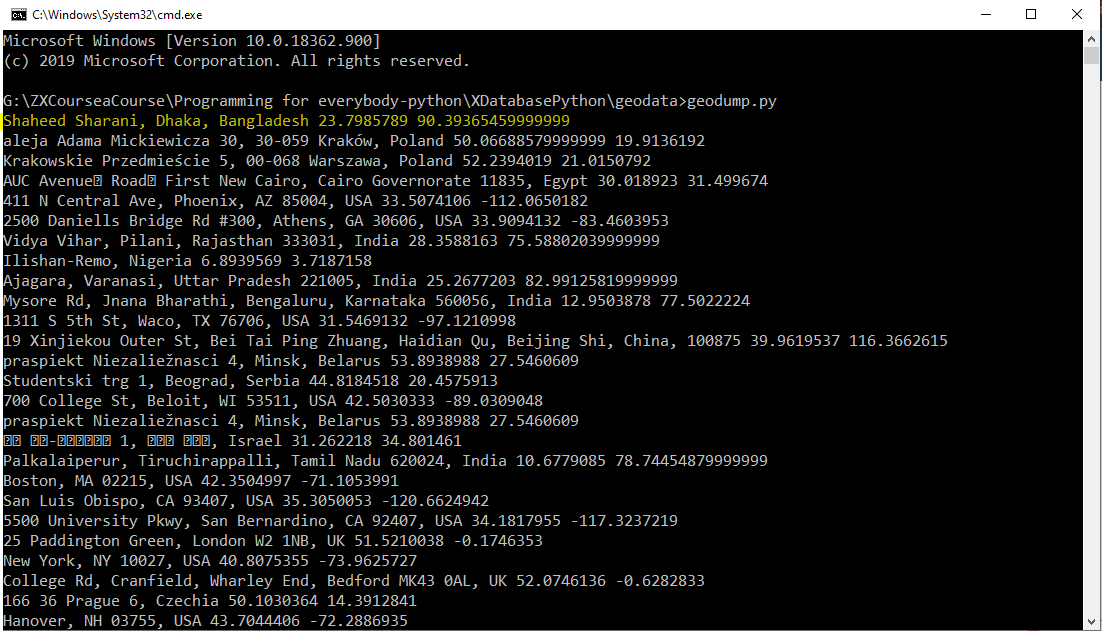 C:\Windows\System32\cmd.exe
Microsoft Windows [Version 10.0.18362.900]
(c) 2019 Microsoft Corporation. All rights reserved.
G:\ZXCourseaCourse\Programming for everybody-python\XDatabasePython\geodata>geodump.py
Shaheed Sharani, Dhaka, Bangladesh 23.7985789 90.39365459999999
aleja Adama Mickiewicza 30, 30-059 Kraków, Poland 50.06688579999999 19.9136192
Krakowskie Przedmieście 5, 00-068 Warszawa, Poland 52.2394019 21.0150792
AUC Avenue Road First New Cairo, Cairo Governorate 11835, Egypt 30.018923 31.499674
411 N Central Ave, Phoenix, AZ 85004, USA 33.5074106 -112.0650182
2500 Daniells Bridge Rd #300, Athens, GA 30606, USA 33.9094132 -83.4603953
Vidya Vihar, Pilani, Rajasthan 333031, India 28.3588163 75.58802039999999
Ilishan-Remo, Nigeria 6.8939569 3.7187158
Ajagara, Varanasi, Uttar Pradesh 221005, India 25.2677203 82.99125819999999
Mysore Rd, Jnana Bharathi, Bengaluru, Karnataka 560056, India 12.9503878 77.5022224
1311 S 5th St, Waco, TX 76706, USA 31.5469132 -97.1210998
19 Xinjiekou Outer St, Bei Tai Ping Zhuang, Haidian Qu, Beijing Shi, China, 100875 39.9619537 116.3662615
praspiekt Niezaliežnasci 4, Minsk, Belarus 53.8938988 27.5460609
Studentski trg 1, Beograd, Serbia 44.8184518 20.4575913
700 College St, Beloit, WI 53511, USA 42.5030333 -89.0309048
praspiekt Niezaliežnasci 4, Minsk, Belarus 53.8938988 27.5460609
1, , Israel 31.262218 34.801461
Palkalaiperur, Tiruchirappalli, Tamil Nadu 620024, India 10.6779085 78.74454879999999
Boston, MA 02215, USA 42.3504997 -71.1053991
San Luis Obispo, CA 93407, USA 35.3050053 -120.6624942
5500 University Pkwy, San Bernardino, CA 92407, USA 34.1817955 -117.3237219
25 Paddington Green, London W2 1NB, UK 51.5210038 -0.1746353
New York, NY 10027, USA 40.8075355 -73.9625727
College Rd, Cranfield, Wharley End, Bedford MK43 0AL, UK 52.0746136 -0.6282833
166 36 Prague 6, Czechia 50.1030364 14.3912841
Hanover, NH 03755, USA 43.7044406 -72.2886935